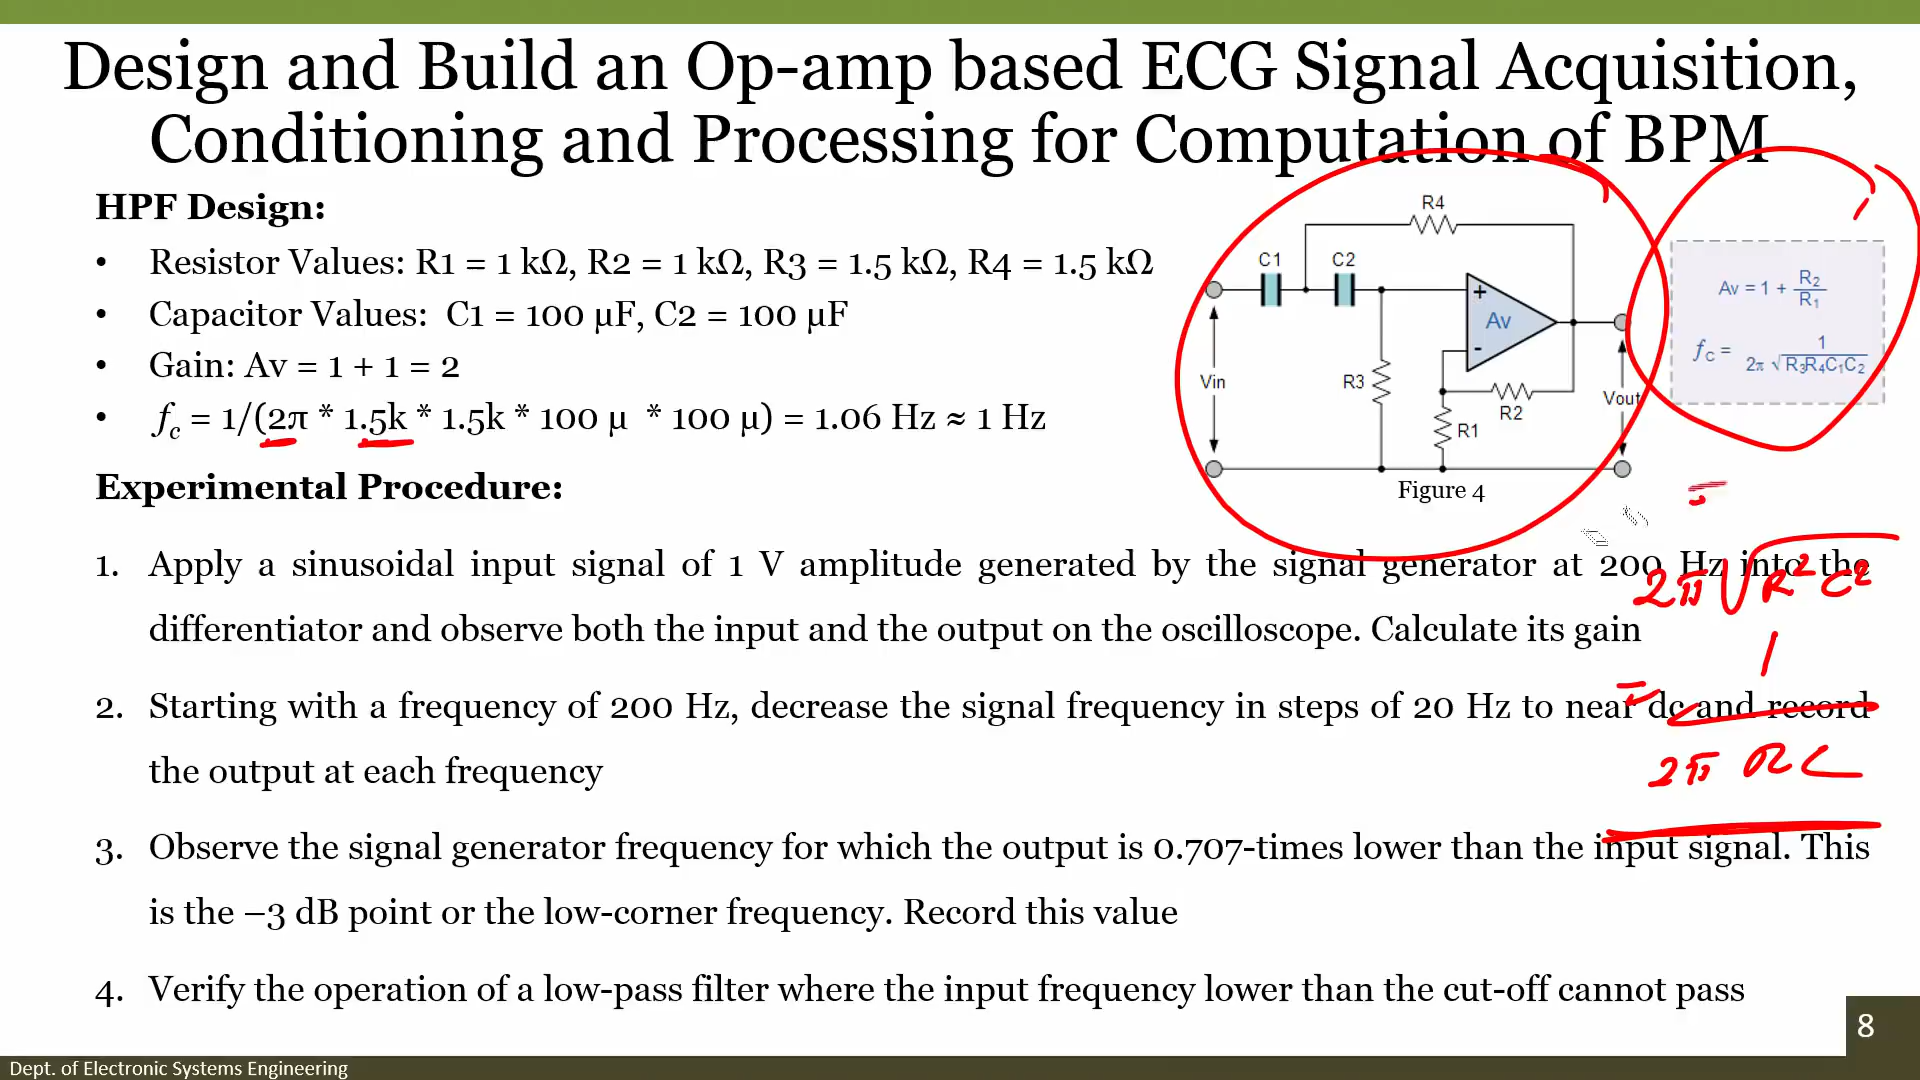 Design and Build an Op-amp based ECG Signal Acquisition,
Conditioning and Processing for Computation of BPM
HPF Design:
• Resistor Values: R1 = 1 kΩ, R2 = 1 kΩ, R3 = 1.5 kΩ, R4 = 1.5 kΩ
• Capacitor Values: C1 = 100 µF, C2 = 100 µF
• Gain: Av = 1 + 1 = 2
• fc = 1/(2π * 1.5k * 1.5k * 100 µ * 100 µ) = 1.06 Hz ≈ 1 Hz
R4
C1 C2
+
Av
-
Vin
R3
R2
R1
Vout
Figure 4
Av = 1 + R2/R1
fC = 1/(2π √R3R4C1C2)
Experimental Procedure:
1. Apply a sinusoidal input signal of 1 V amplitude generated by the signal generator at 200 Hz into the
differentiator and observe both the input and the output on the oscilloscope. Calculate its gain
2. Starting with a frequency of 200 Hz, decrease the signal frequency in steps of 20 Hz to near dc and record
the output at each frequency
3. Observe the signal generator frequency for which the output is 0.707-times lower than the input signal. This
is the –3 dB point or the low-corner frequency. Record this value
4. Verify the operation of a low-pass filter where the input frequency lower than the cut-off cannot pass
2π √R²C²
= 1
2π RC
8
Dept. of Electronic Systems Engineering